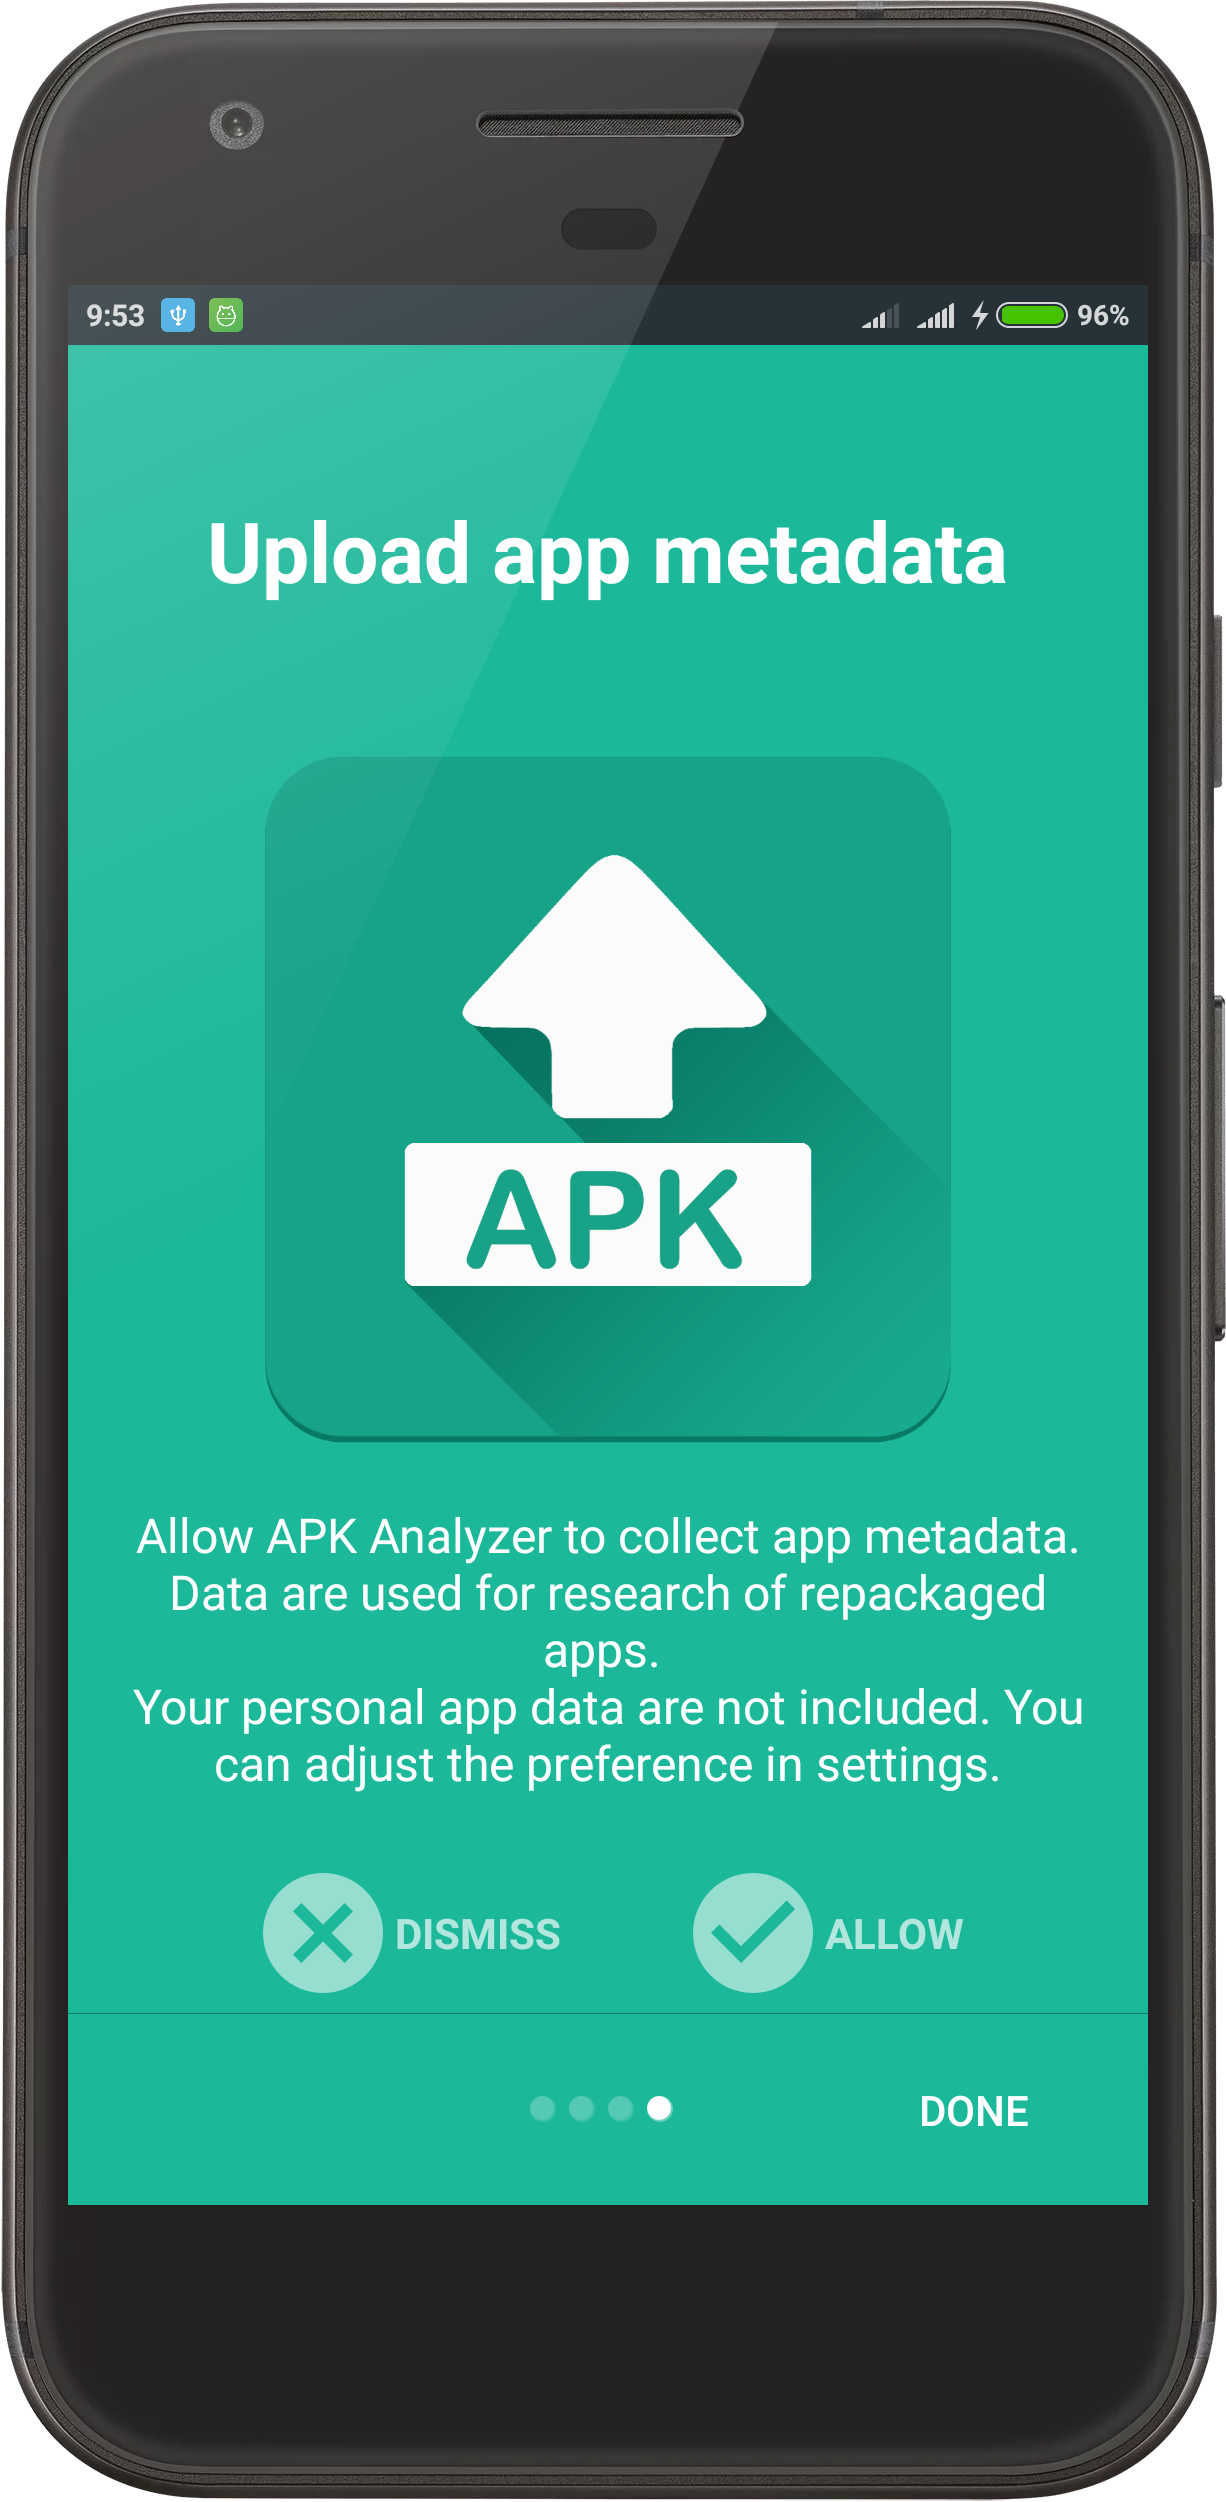 9:53 96%
Upload app metadata
APK
Allow APK Analyzer to collect app metadata.
Data are used for research of repackaged
apps.
Your personal app data are not included. You
can adjust the preference in settings.
DISMISS ALLOW
DONE